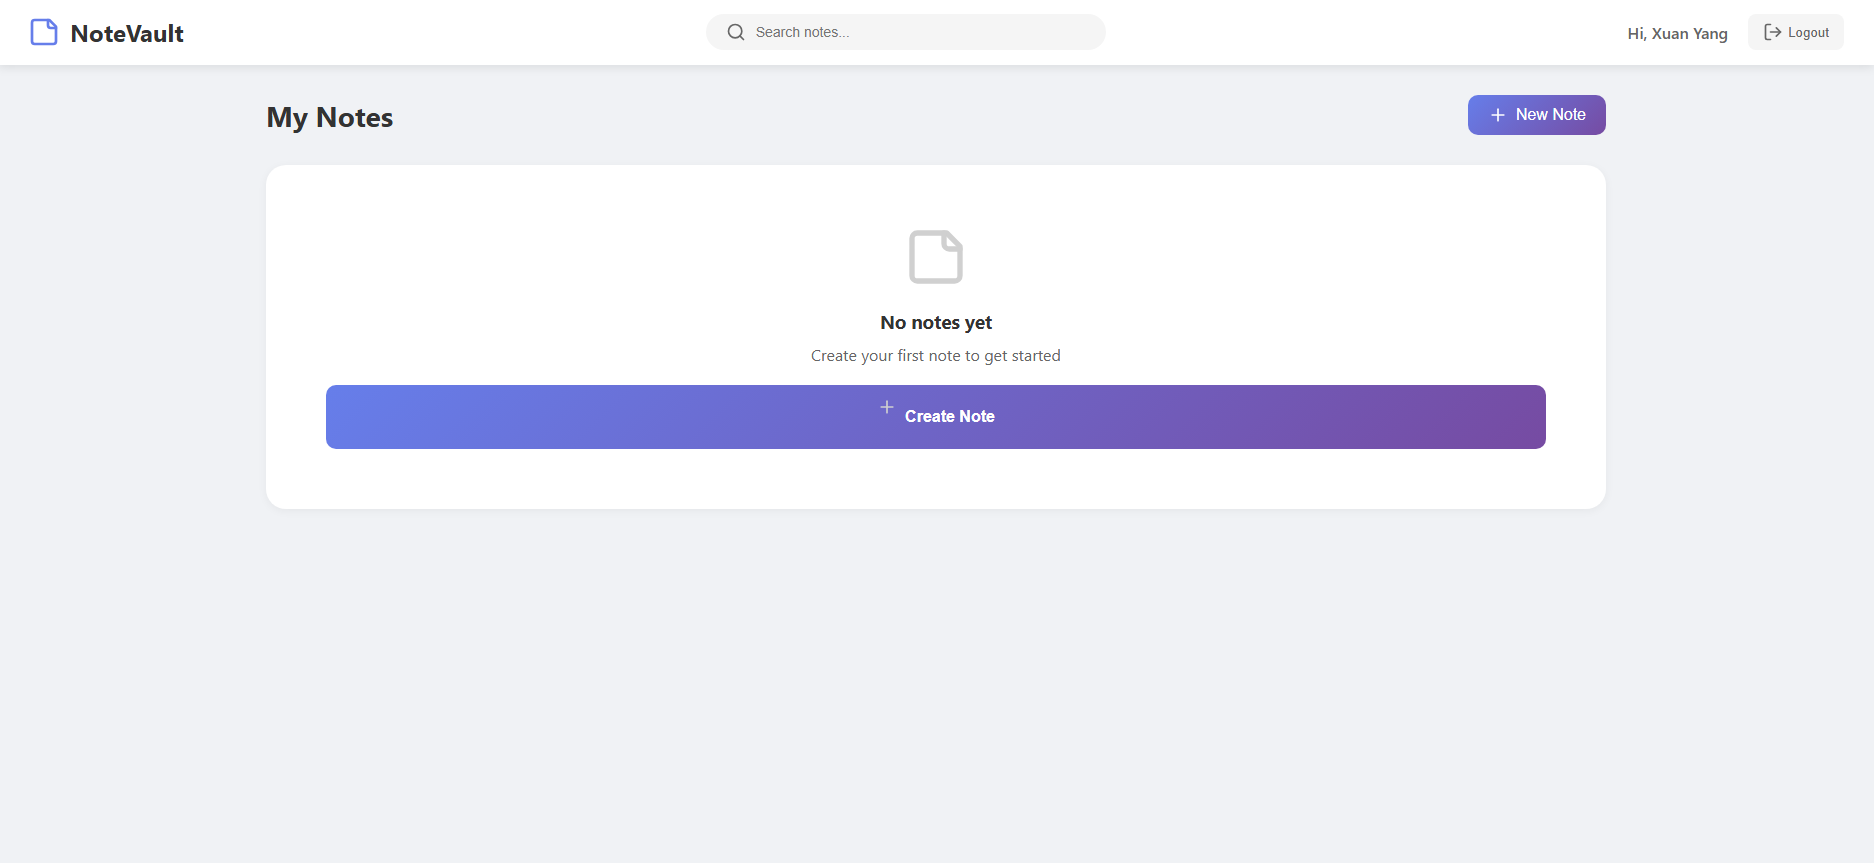 NoteVault
Search notes...
Hi, Xuan Yang
Logout
My Notes
New Note
No notes yet
Create your first note to get started
Create Note